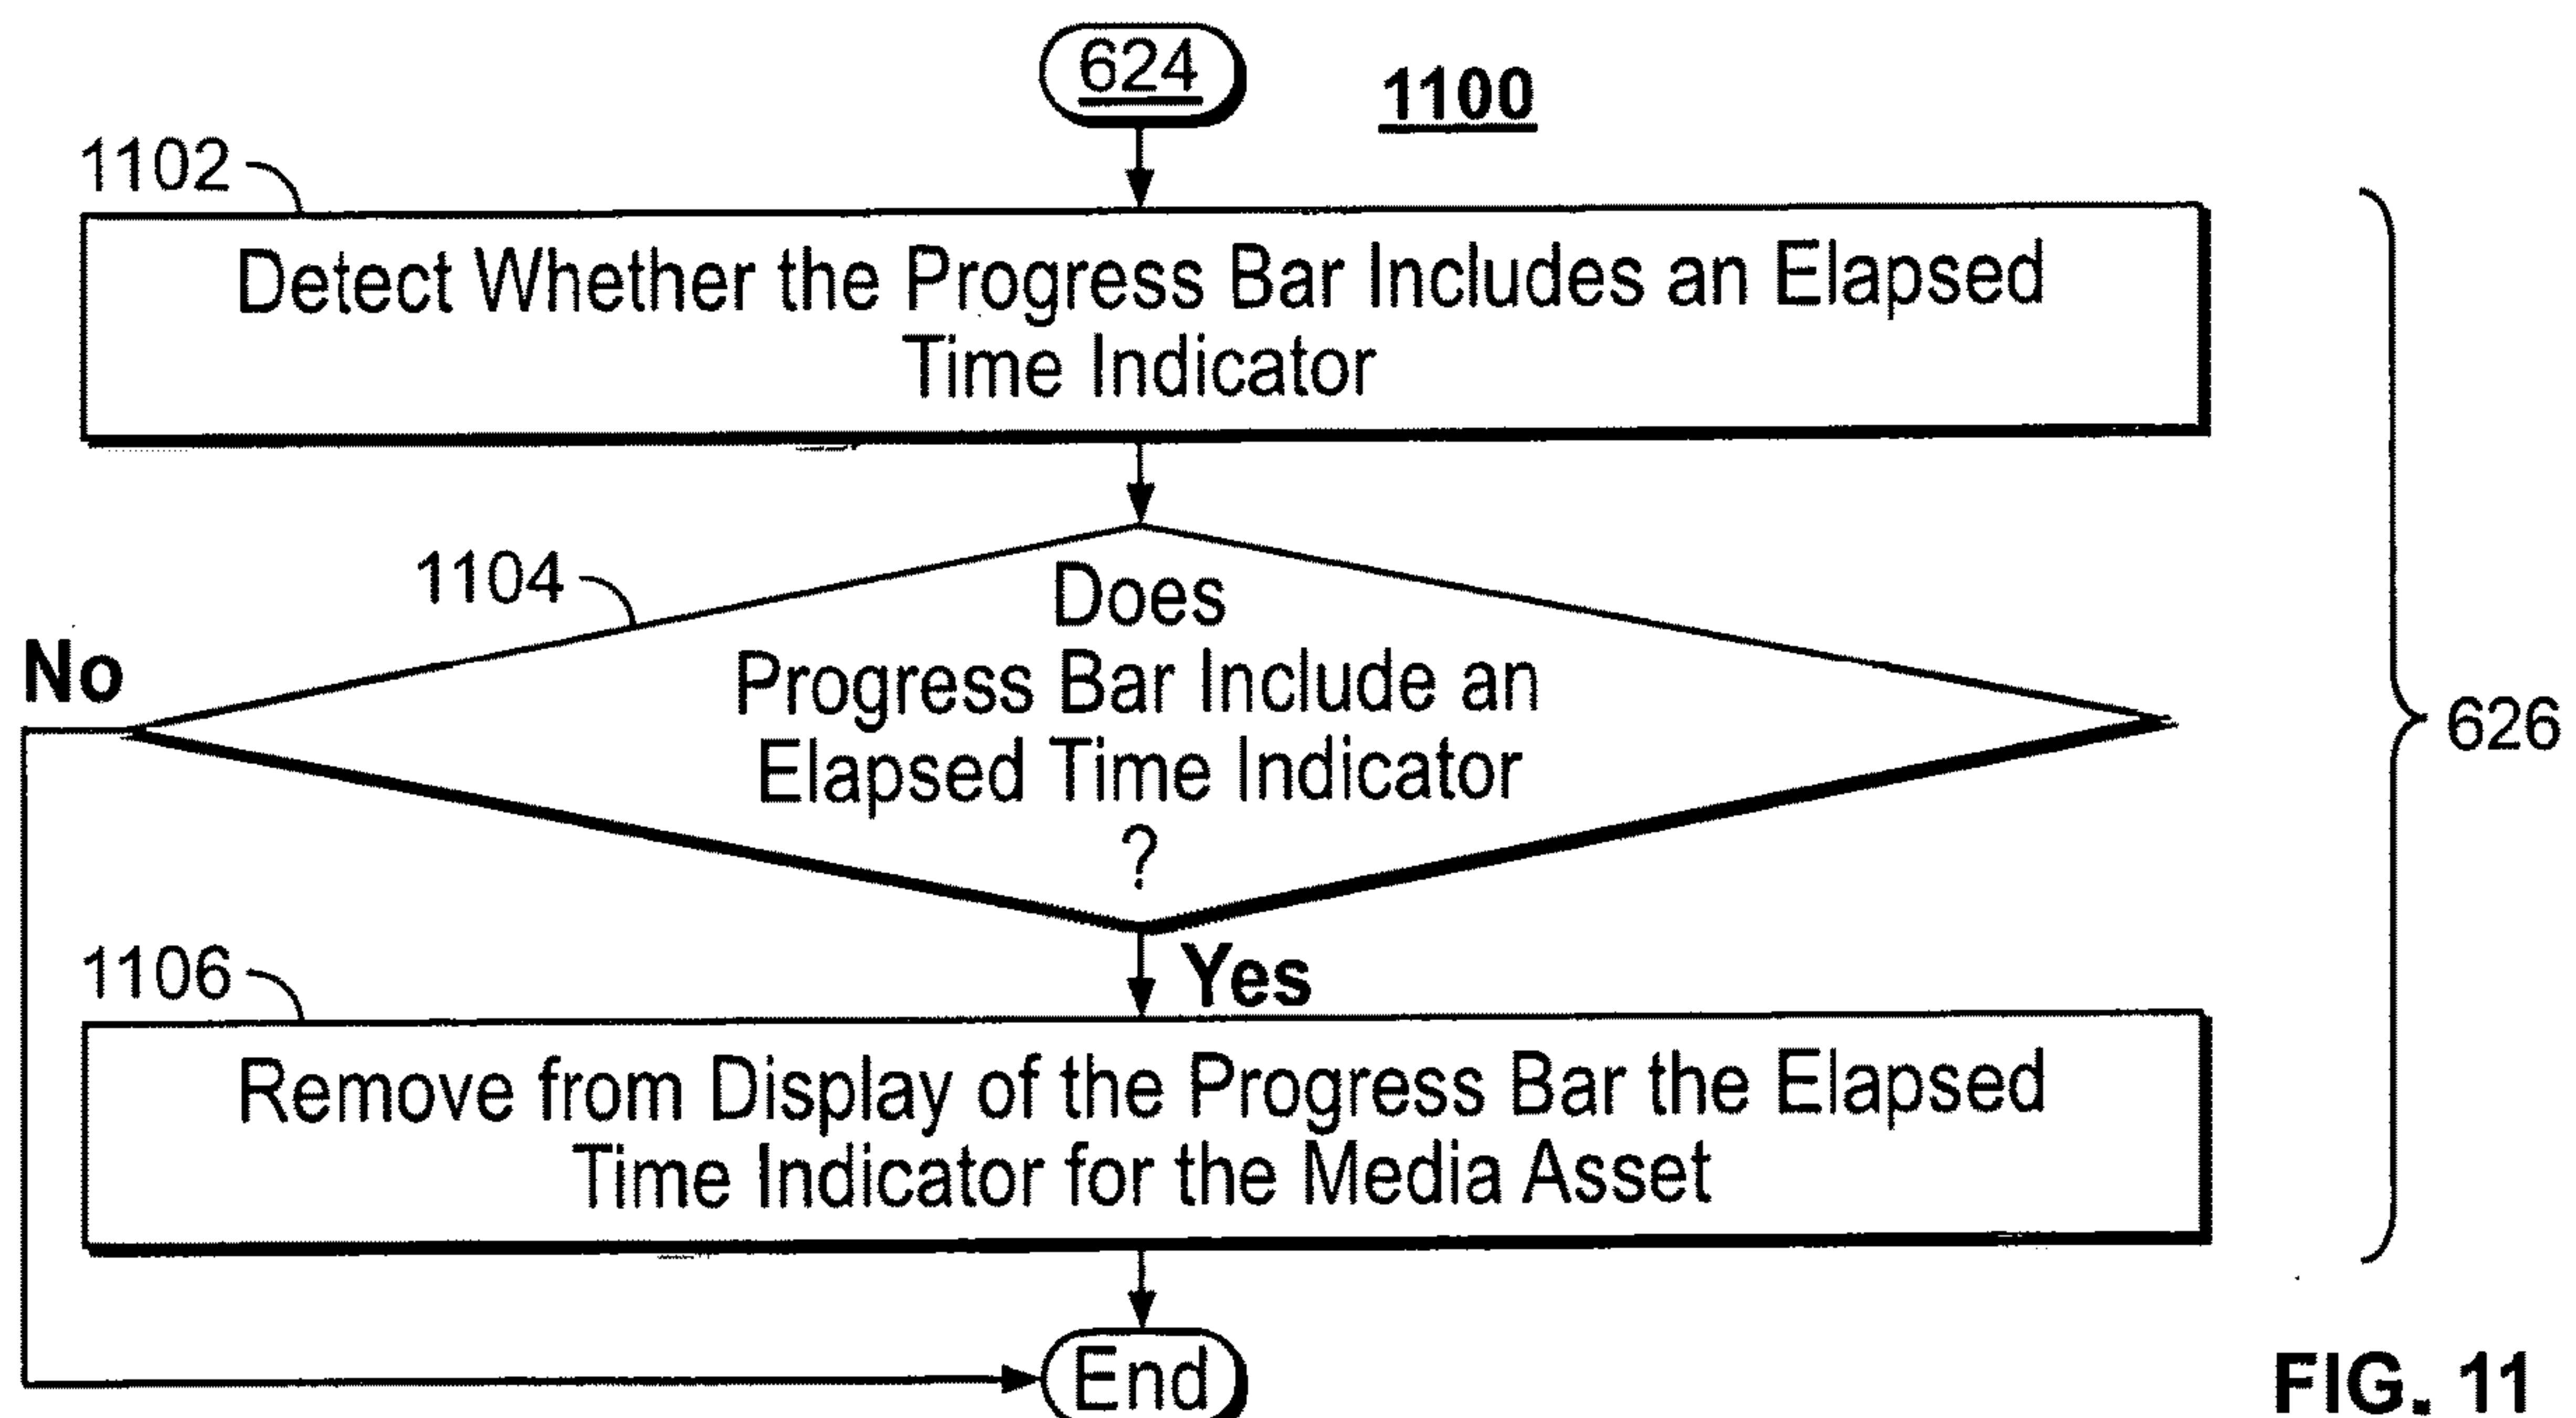 624
1100
1102
Detect Whether the Progress Bar Includes an Elapsed
Time Indicator
1104
Does
Progress Bar Include an
Elapsed Time Indicator
?
No
626
Yes
1106
Remove from Display of the Progress Bar the Elapsed
Time Indicator for the Media Asset
End
FIG. 11